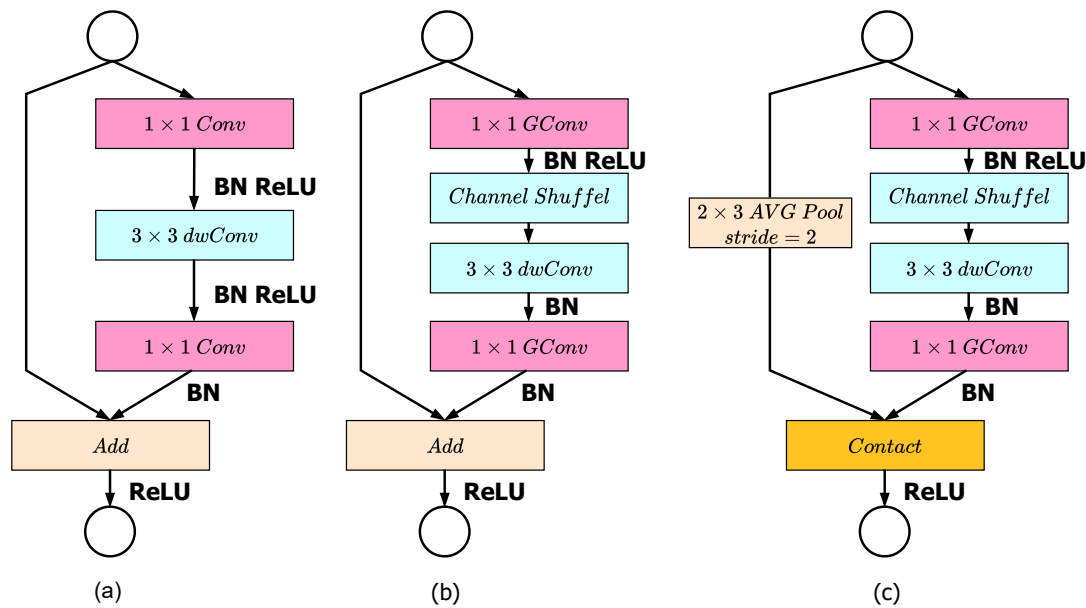 1 × 1 Conv
BN ReLU
3 × 3 dwConv
BN ReLU
1 × 1 Conv
BN
Add
ReLU
(a)
1 × 1 GConv
BN ReLU
Channel Shuffel
3 × 3 dwConv
BN
1 × 1 GConv
BN
Add
ReLU
(b)
1 × 1 GConv
BN ReLU
Channel Shuffel
2 × 3 AVG Pool
stride = 2
3 × 3 dwConv
BN
1 × 1 GConv
BN
Contact
ReLU
(c)